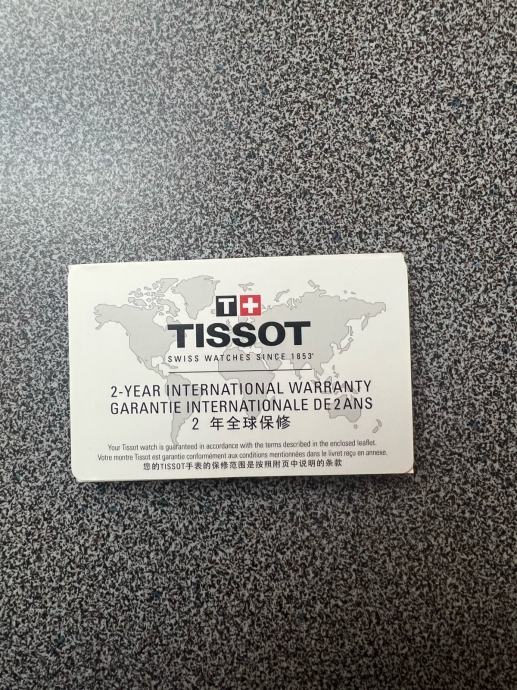 T+
TISSOT
SWISS WATCHES SINCE 1853
2-YEAR INTERNATIONAL WARRANTY
GARANTIE INTERNATIONALE DE 2 ANS
2 年全球保修
Your Tissot watch is guaranteed in accordance with the terms described in the enclosed leaflet.
Votre montre Tissot est garantie conformément aux conditions mentionnées dans le livret reçu en annexe.
您的TISSOT手表的保修范围是按照附页中说明的条款